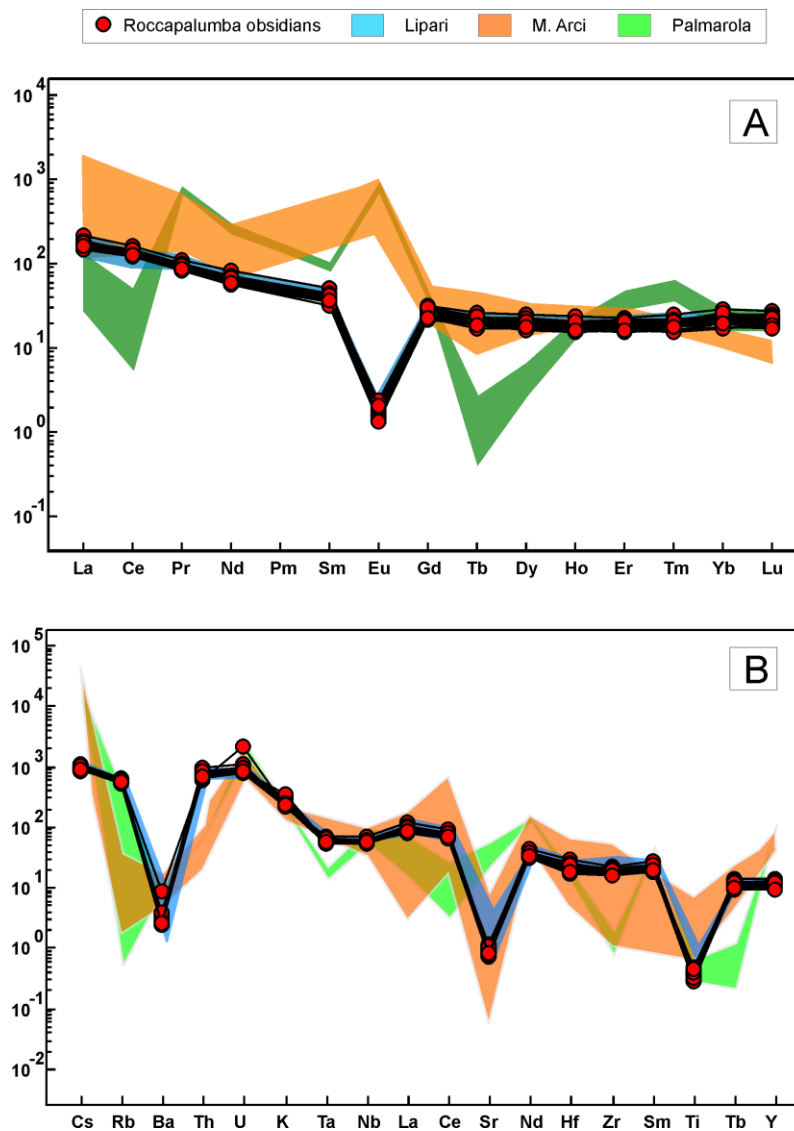 Roccapalumba obsidians Lipari M. Arci Palmarola
A
10 4
10 3
10 2
10 1
10 0
10 -1
La Ce Pr Nd Pm Sm Eu Gd Tb Dy Ho Er Tm Yb Lu
B
10 5
10 4
10 3
10 2
10 1
10 0
10 -1
10 -2
Cs Rb Ba Th U K Ta Nb La Ce Sr Nd Hf Zr Sm Ti Tb Y